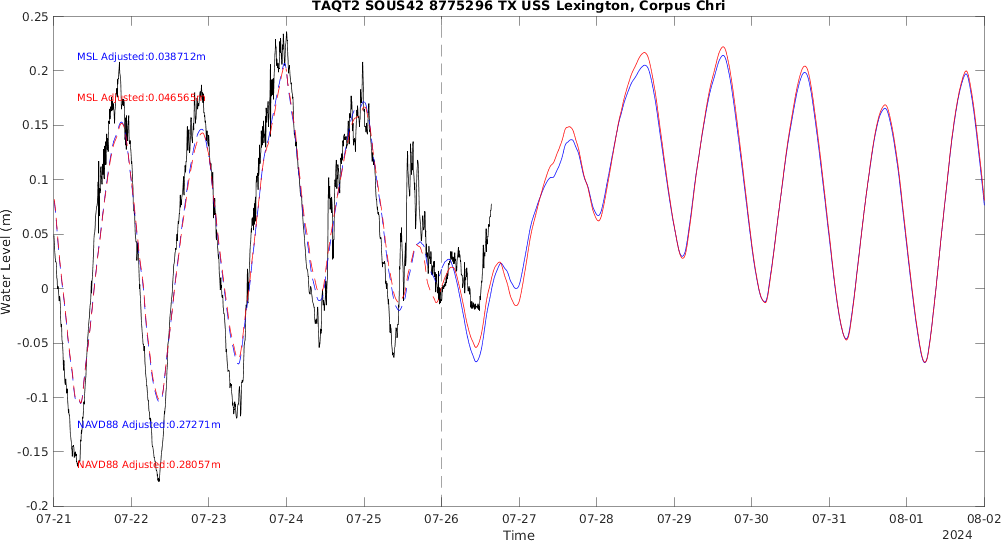 TAQT2 SOUS42 8775296 TX USS Lexington, Corpus Chri
0.25
0.2
0.15
0.1
0.05
0
-0.05
-0.1
-0.15
-0.2
Water Level (m)
MSL Adjusted:0.038712m
MSL Adjusted:0.046565m
NAVD88 Adjusted:0.27271m
NAVD88 Adjusted:0.28057m
07-21 07-22 07-23 07-24 07-25 07-26 07-27 07-28 07-29 07-30 07-31 08-01 08-02
Time
2024